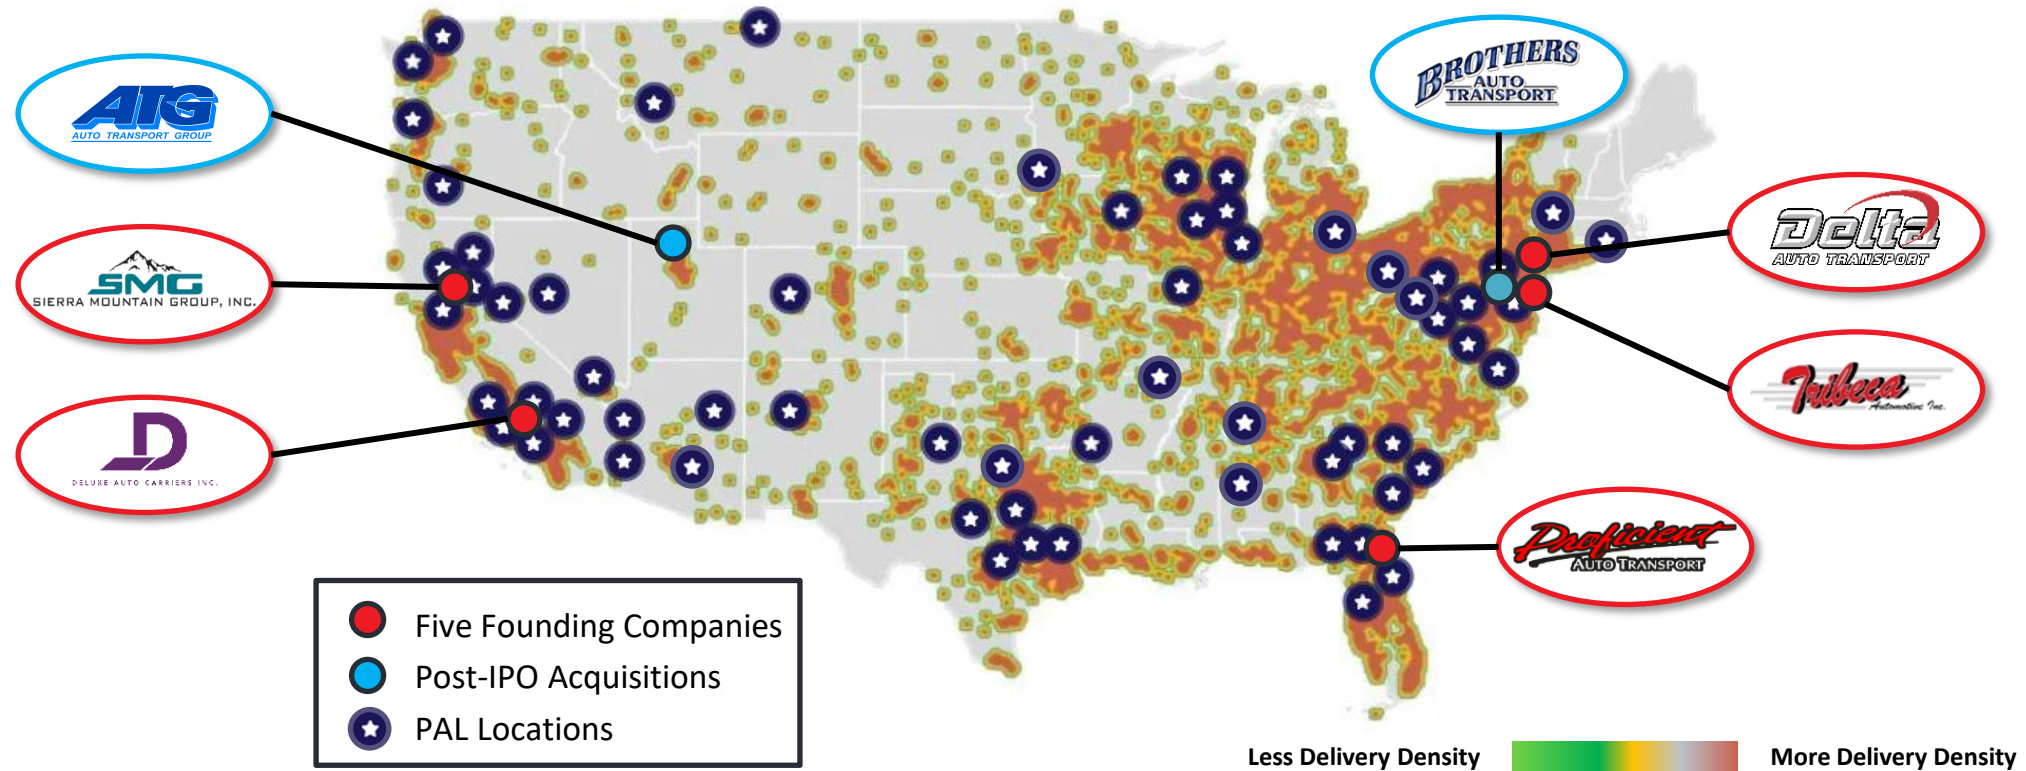 ATG
AUTO TRANSPORT GROUP
SMG
SIERRA MOUNTAIN GROUP, INC.
D
DELUXE AUTO CARRIERS INC.
BROTHERS
AUTO
TRANSPORT
Delta
AUTO TRANSPORT
Tribeca
Automotive Inc.
Proficient
AUTO TRANSPORT
Five Founding Companies
Post-IPO Acquisitions
PAL Locations
Less Delivery Density
More Delivery Density